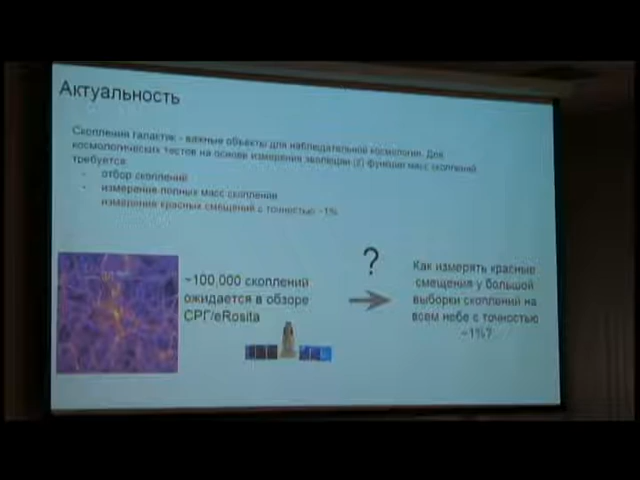 Актуальность
Скопления галактик - важные объекты для наблюдательной космологии. Для
космологических тестов на основе измерения эволюции (z) функции масс скоплений
требуется:
- отбор скоплений
- измерение полных масс скоплений
измерения красных смещений с точностью ~1%
?
~100,000 скоплений
ожидается в обзоре
СРГ/eRosita
Как измерять красные
смещения у большой
выборки скоплений на
всем небе с точностью
~1%?